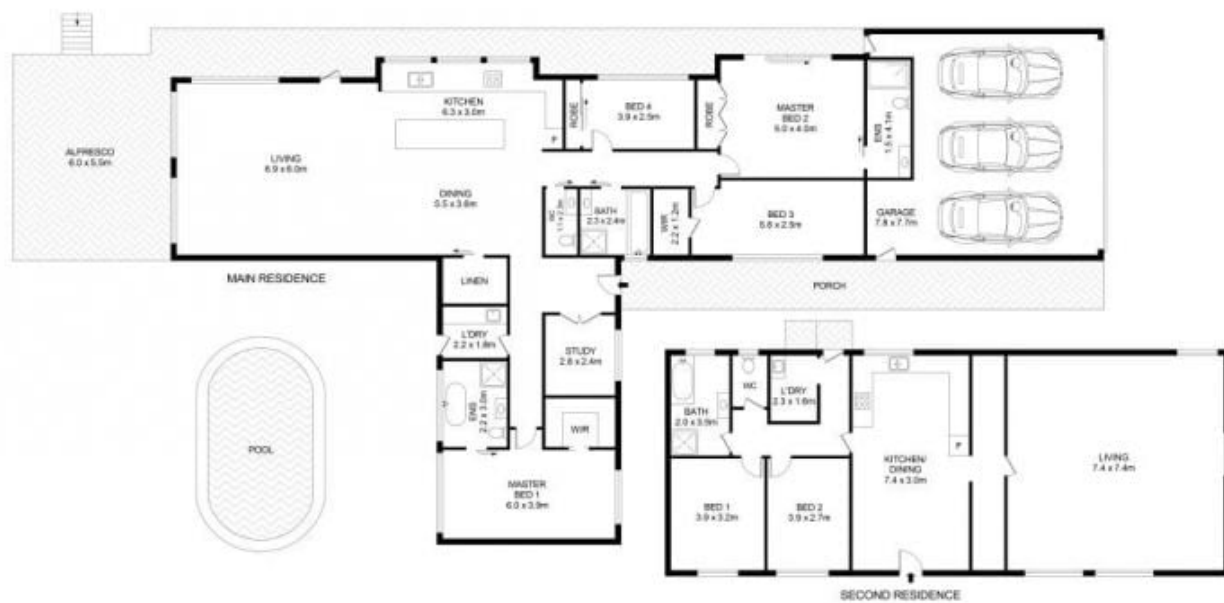 ALFRESCO
6.0 x 5.5m
LIVING
6.9 x 6.0m
KITCHEN
6.3 x 3.0m
P
DINING
5.5 x 3.6m
ROBE
BED 4
3.9 x 2.5m
ROBE
MASTER
BED 2
5.0 x 4.0m
ENS
1.5 x 4.1m
GARAGE
7.8 x 7.7m
WC
BATH
2.3 x 2.4m
WIR
2.2 x 1.2m
BED 3
5.6 x 2.5m
MAIN RESIDENCE
LINEN
PORCH
L'DRY
2.2 x 1.8m
STUDY
2.8 x 2.4m
ENS
2.2 x 3.0m
WIR
MASTER
BED 1
6.0 x 3.9m
POOL
BATH
2.0 x 3.9m
WC
L'DRY
2.3 x 1.6m
P
KITCHEN/
DINING
7.4 x 3.0m
LIVING
7.4 x 7.4m
BED 1
3.9 x 3.2m
BED 2
3.9 x 2.7m
SECOND RESIDENCE